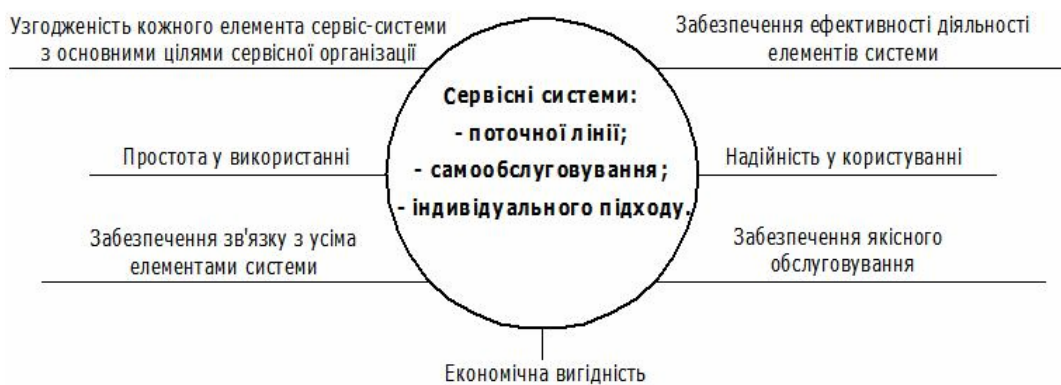 Узгодженість кожного елемента сервіс-системи
з основними цілями сервісної організації
Забезпечення ефективності діяльності
елементів системи
Сервісні системи:
- поточної лінії;
- самообслуговування;
- індивідуального підходу.
Простота у використанні
Надійність у користуванні
Забезпечення зв'язку з усіма
елементами системи
Забезпечення якісного
обслуговування
Економічна вигідність